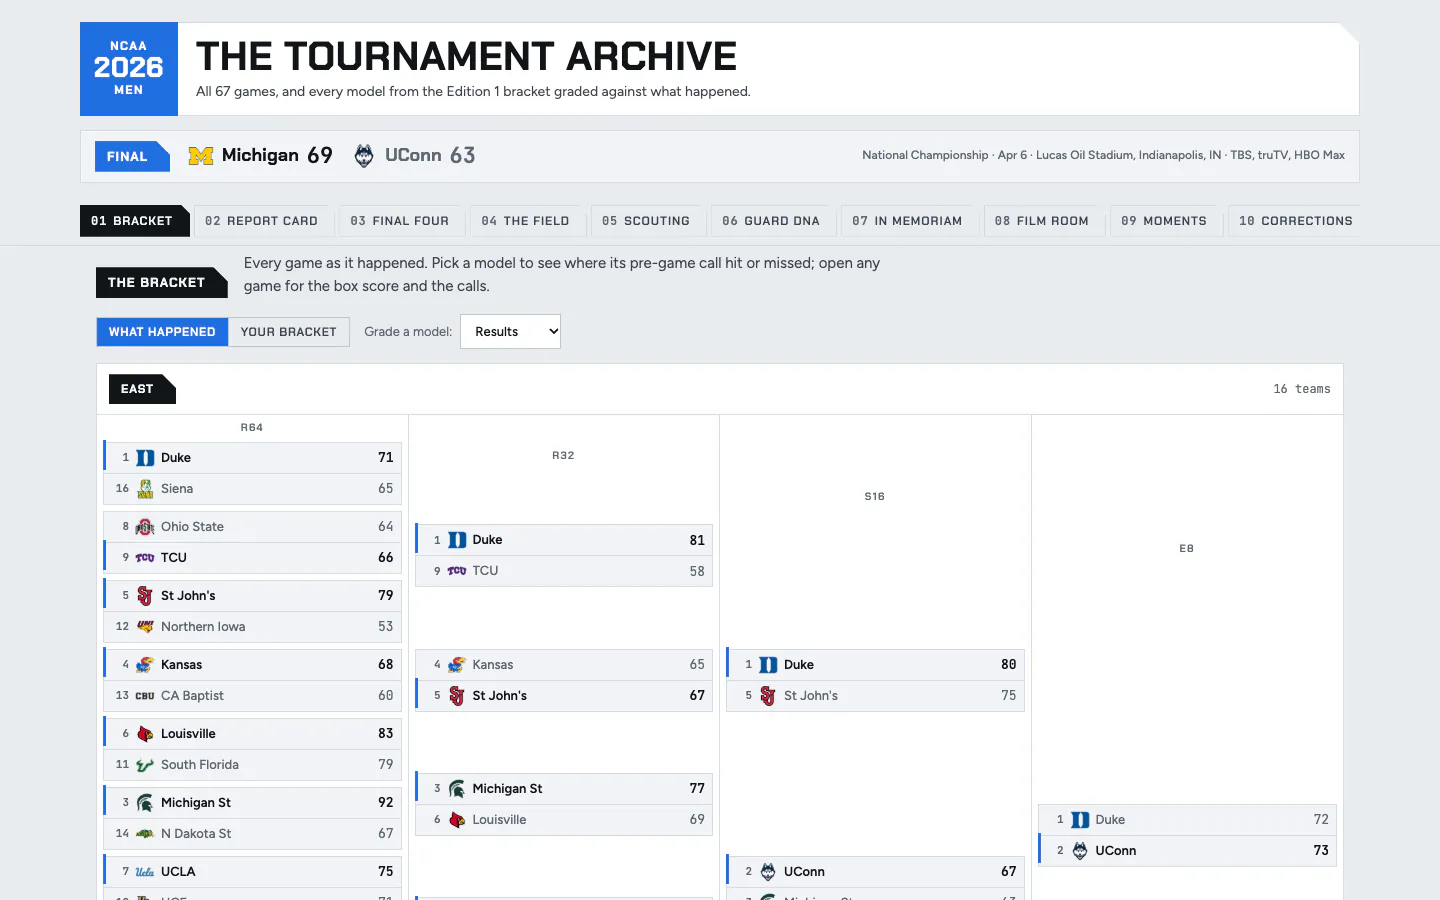 NCAA
2026
MEN
THE TOURNAMENT ARCHIVE
All 67 games, and every model from the Edition 1 bracket graded against what happened.
FINAL
Michigan 69
UConn 63
National Championship · Apr 6 · Lucas Oil Stadium, Indianapolis, IN · TBS, truTV, HBO Max
01 BRACKET
02 REPORT CARD
03 FINAL FOUR
04 THE FIELD
05 SCOUTING
06 GUARD DNA
07 IN MEMORIAM
08 FILM ROOM
09 MOMENTS
10 CORRECTIONS
THE BRACKET
Every game as it happened. Pick a model to see where its pre-game call hit or missed; open any
game for the box score and the calls.
WHAT HAPPENED
YOUR BRACKET
Grade a model:
Results
EAST
16 teams
R64
1 Duke 71
16 Siena 65
8 Ohio State 64
9 TCU 66
5 St John's 79
12 Northern Iowa 53
4 Kansas 68
13 CA Baptist 60
6 Louisville 83
11 South Florida 79
3 Michigan St 92
14 N Dakota St 67
7 UCLA 75
R32
1 Duke 81
9 TCU 58
4 Kansas 65
5 St John's 67
3 Michigan St 77
6 Louisville 69
S16
1 Duke 80
5 St John's 75
2 UConn 67
E8
1 Duke 72
2 UConn 73